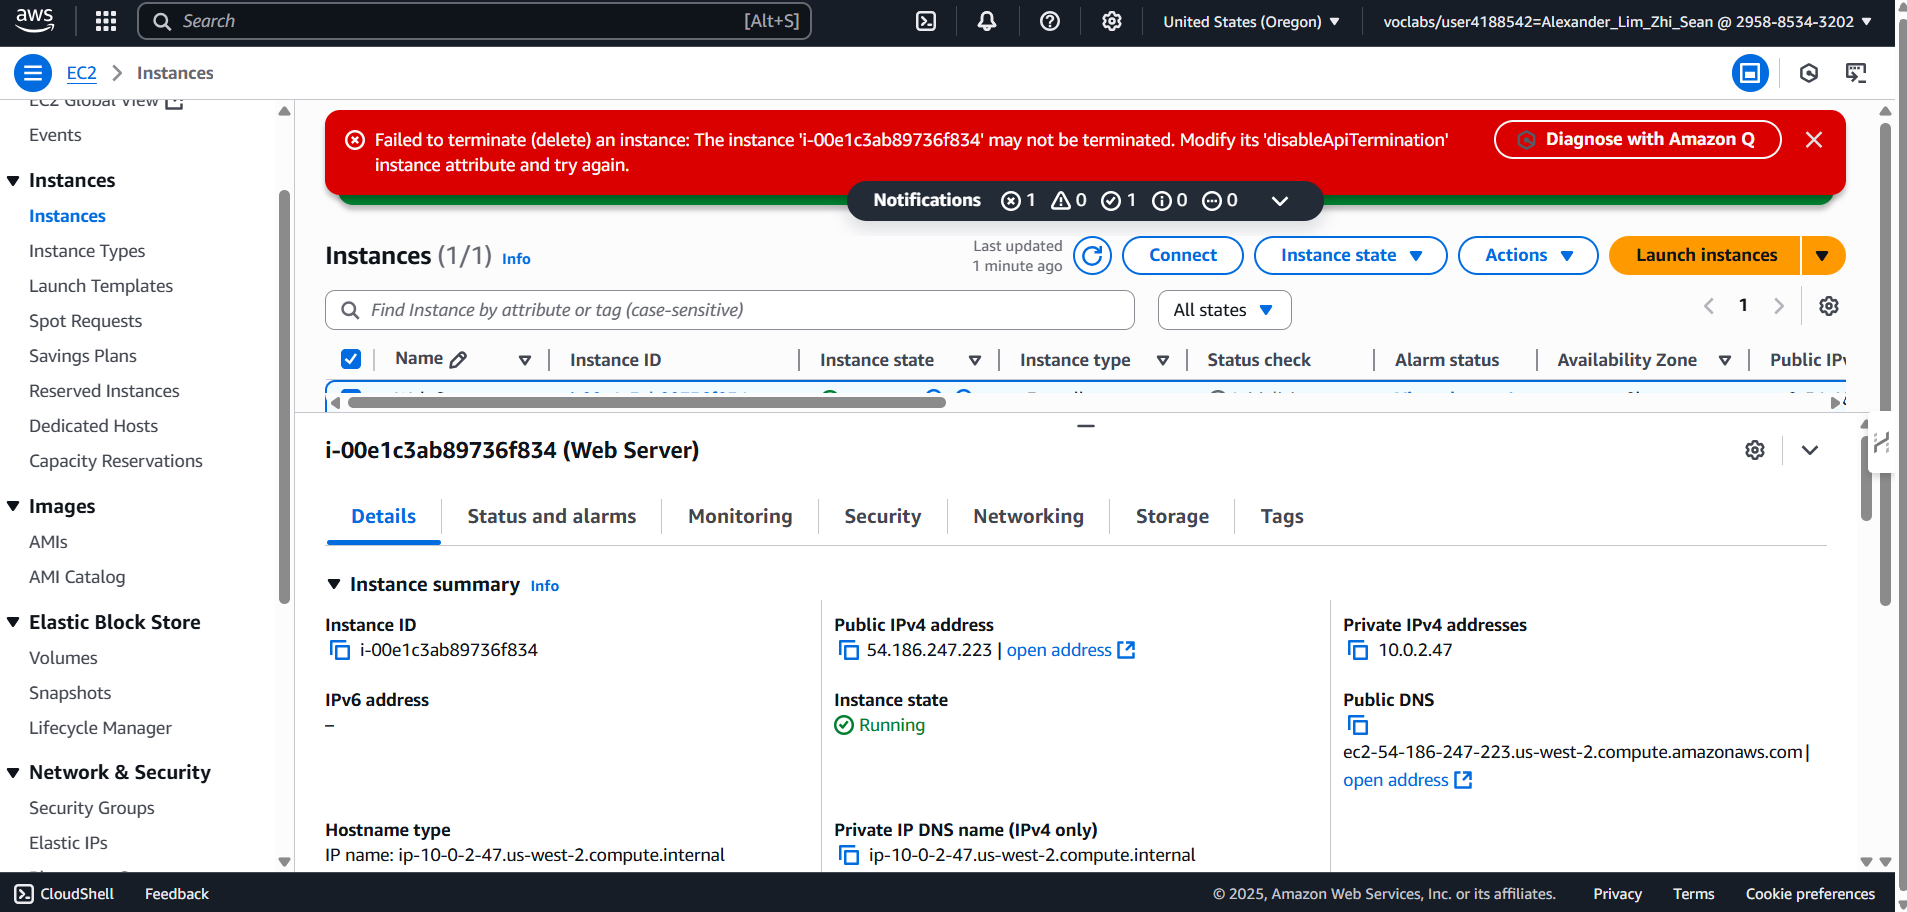 aws
Search [Alt+S]
United States (Oregon)
voclabs/user4188542=Alexander_Lim_Zhi_Sean @ 2958-8534-3202
EC2 Instances
EC2 Global View
Events
Instances
Instances
Instance Types
Launch Templates
Spot Requests
Savings Plans
Reserved Instances
Dedicated Hosts
Capacity Reservations
Images
AMIs
AMI Catalog
Elastic Block Store
Volumes
Snapshots
Lifecycle Manager
Network & Security
Security Groups
Elastic IPs
Failed to terminate (delete) an instance: The instance 'i-00e1c3ab89736f834' may not be terminated. Modify its 'disableApiTermination'
instance attribute and try again.
Diagnose with Amazon Q
Notifications 1 0 1 0 0
Instances (1/1) Info
Last updated
1 minute ago
Connect
Instance state
Actions
Launch instances
Find Instance by attribute or tag (case-sensitive)
All states
1
Name Instance ID Instance state Instance type Status check Alarm status Availability Zone Public IPv
i-00e1c3ab89736f834 (Web Server)
Details Status and alarms Monitoring Security Networking Storage Tags
Instance summary Info
Instance ID
i-00e1c3ab89736f834
Public IPv4 address
54.186.247.223 | open address
Private IPv4 addresses
10.0.2.47
IPv6 address
–
Instance state
Running
Public DNS
ec2-54-186-247-223.us-west-2.compute.amazonaws.com |
open address
Hostname type
IP name: ip-10-0-2-47.us-west-2.compute.internal
Private IP DNS name (IPv4 only)
ip-10-0-2-47.us-west-2.compute.internal
CloudShell Feedback
© 2025, Amazon Web Services, Inc. or its affiliates. Privacy Terms Cookie preferences